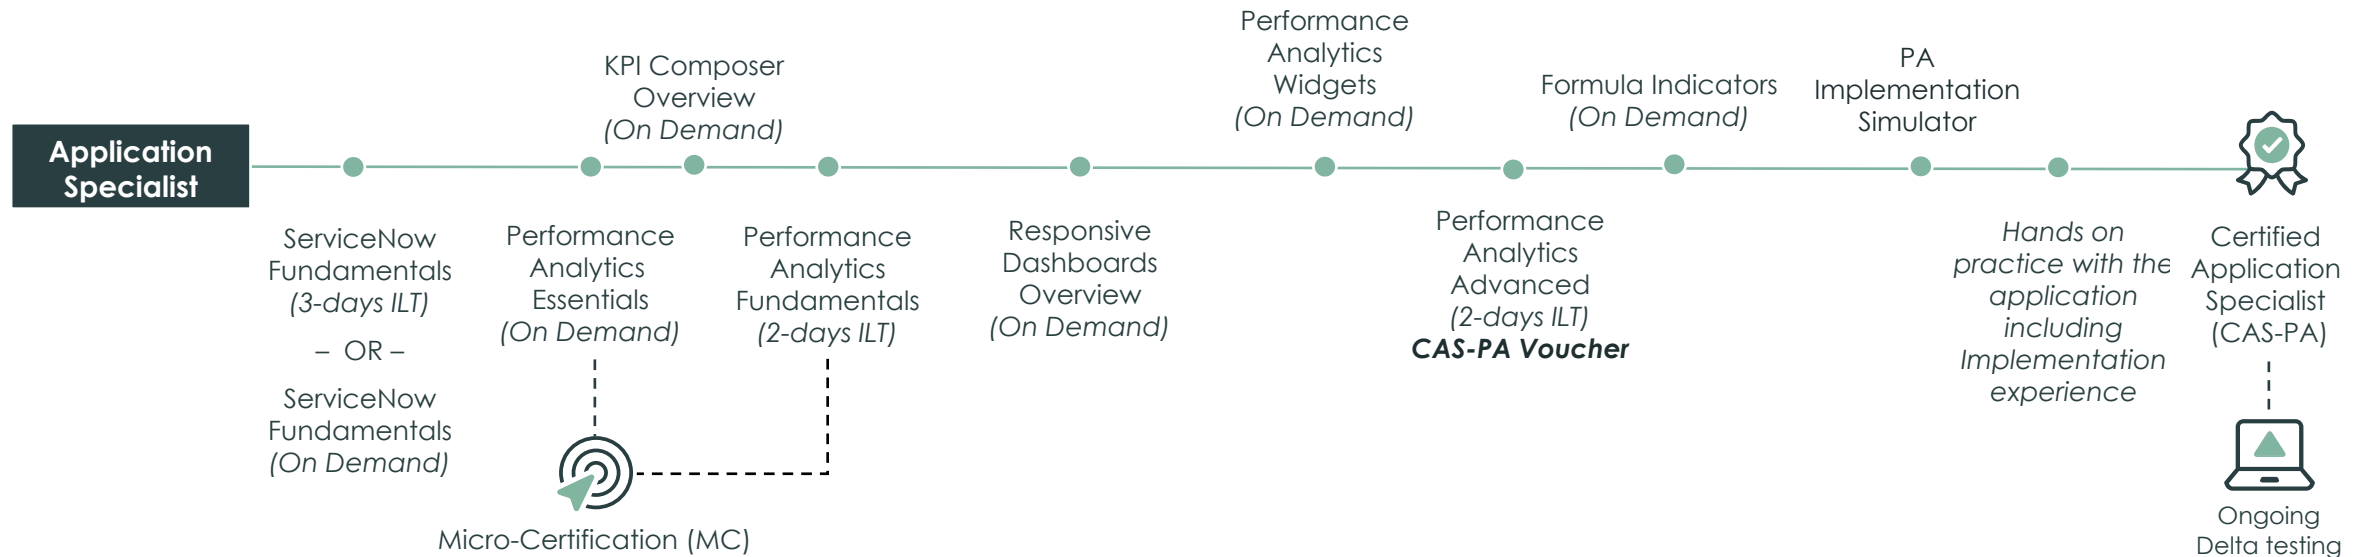 Application
Specialist
ServiceNow
Fundamentals
(3-days ILT)
– OR –
ServiceNow
Fundamentals
(On Demand)
Performance
Analytics
Essentials
(On Demand)
Micro-Certification (MC)
KPI Composer
Overview
(On Demand)
Performance
Analytics
Fundamentals
(2-days ILT)
Responsive
Dashboards
Overview
(On Demand)
Performance
Analytics
Widgets
(On Demand)
Performance
Analytics
Advanced
(2-days ILT)
CAS-PA Voucher
Formula Indicators
(On Demand)
PA
Implementation
Simulator
Hands on
practice with the
application
including
Implementation
experience
Certified
Application
Specialist
(CAS-PA)
Ongoing
Delta testing